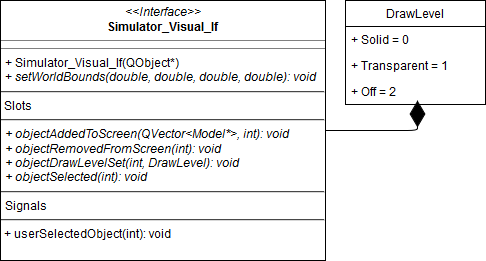 <<Interface>>
Simulator_Visual_If
+ Simulator_Visual_If(QObject*)
+ setWorldBounds(double, double, double, double): void
Slots
+ objectAddedToScreen(QVector<Model*>, int): void
+ objectRemovedFromScreen(int): void
+ objectDrawLevelSet(int, DrawLevel): void
+ objectSelected(int): void
Signals
+ userSelectedObject(int): void
DrawLevel
+ Solid = 0
+ Transparent = 1
+ Off = 2